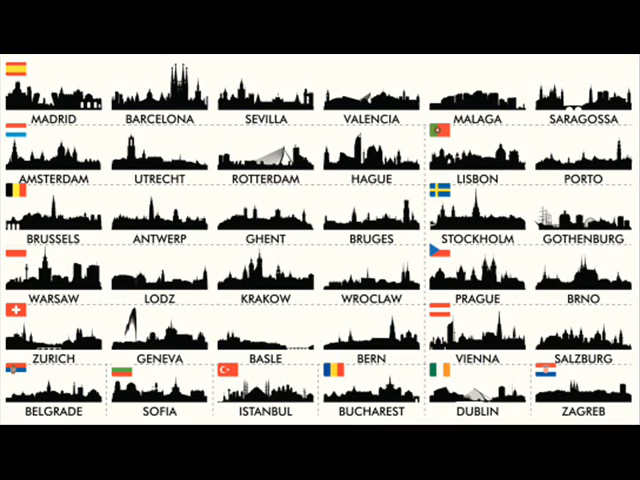 MADRID BARCELONA SEVILLA VALENCIA MALAGA SARAGOSSA
AMSTERDAM UTRECHT ROTTERDAM HAGUE LISBON PORTO
BRUSSELS ANTWERP GHENT BRUGES STOCKHOLM GOTHENBURG
WARSAW LODZ KRAKOW WROCLAW PRAGUE BRNO
ZURICH GENEVA BASLE BERN VIENNA SALZBURG
BELGRADE SOFIA ISTANBUL BUCHAREST DUBLIN ZAGREB